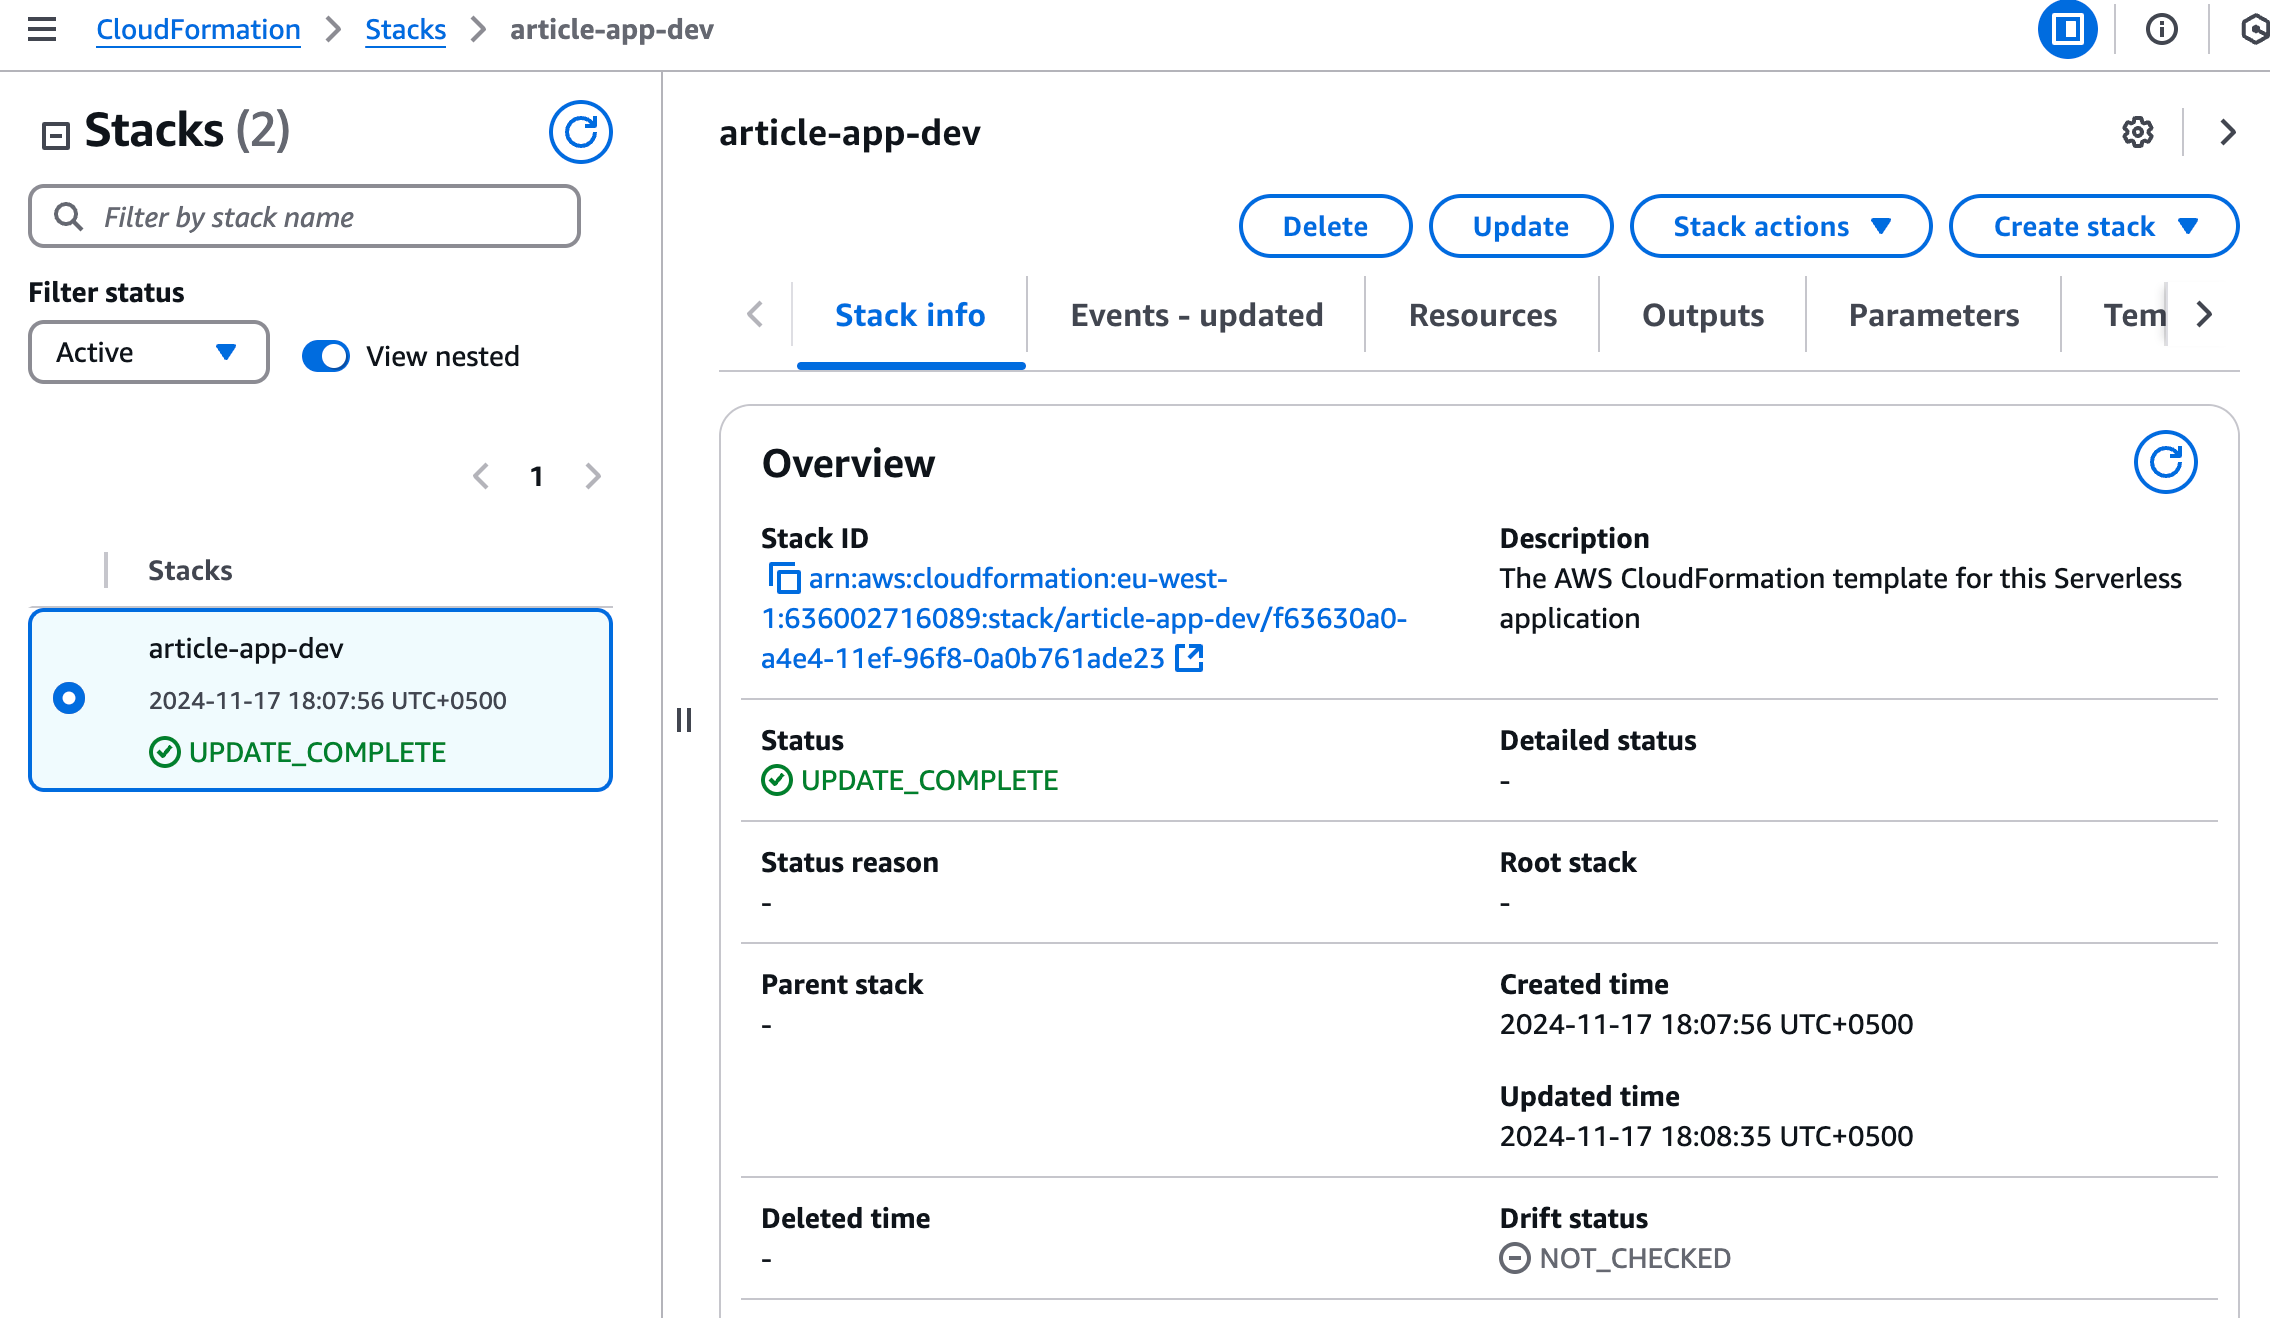 CloudFormation
Stacks
article-app-dev
Stacks (2)
Filter by stack name
Filter status
Active
View nested
1
Stacks
article-app-dev
2024-11-17 18:07:56 UTC+0500
UPDATE_COMPLETE
article-app-dev
Delete
Update
Stack actions
Create stack
Stack info
Events - updated
Resources
Outputs
Parameters
Tem
Overview
Stack ID
arn:aws:cloudformation:eu-west-
1:636002716089:stack/article-app-dev/f63630a0-
a4e4-11ef-96f8-0a0b761ade23
Description
The AWS CloudFormation template for this Serverless
application
Status
UPDATE_COMPLETE
Detailed status
-
Status reason
-
Root stack
-
Parent stack
-
Created time
2024-11-17 18:07:56 UTC+0500
Updated time
2024-11-17 18:08:35 UTC+0500
Deleted time
-
Drift status
NOT_CHECKED